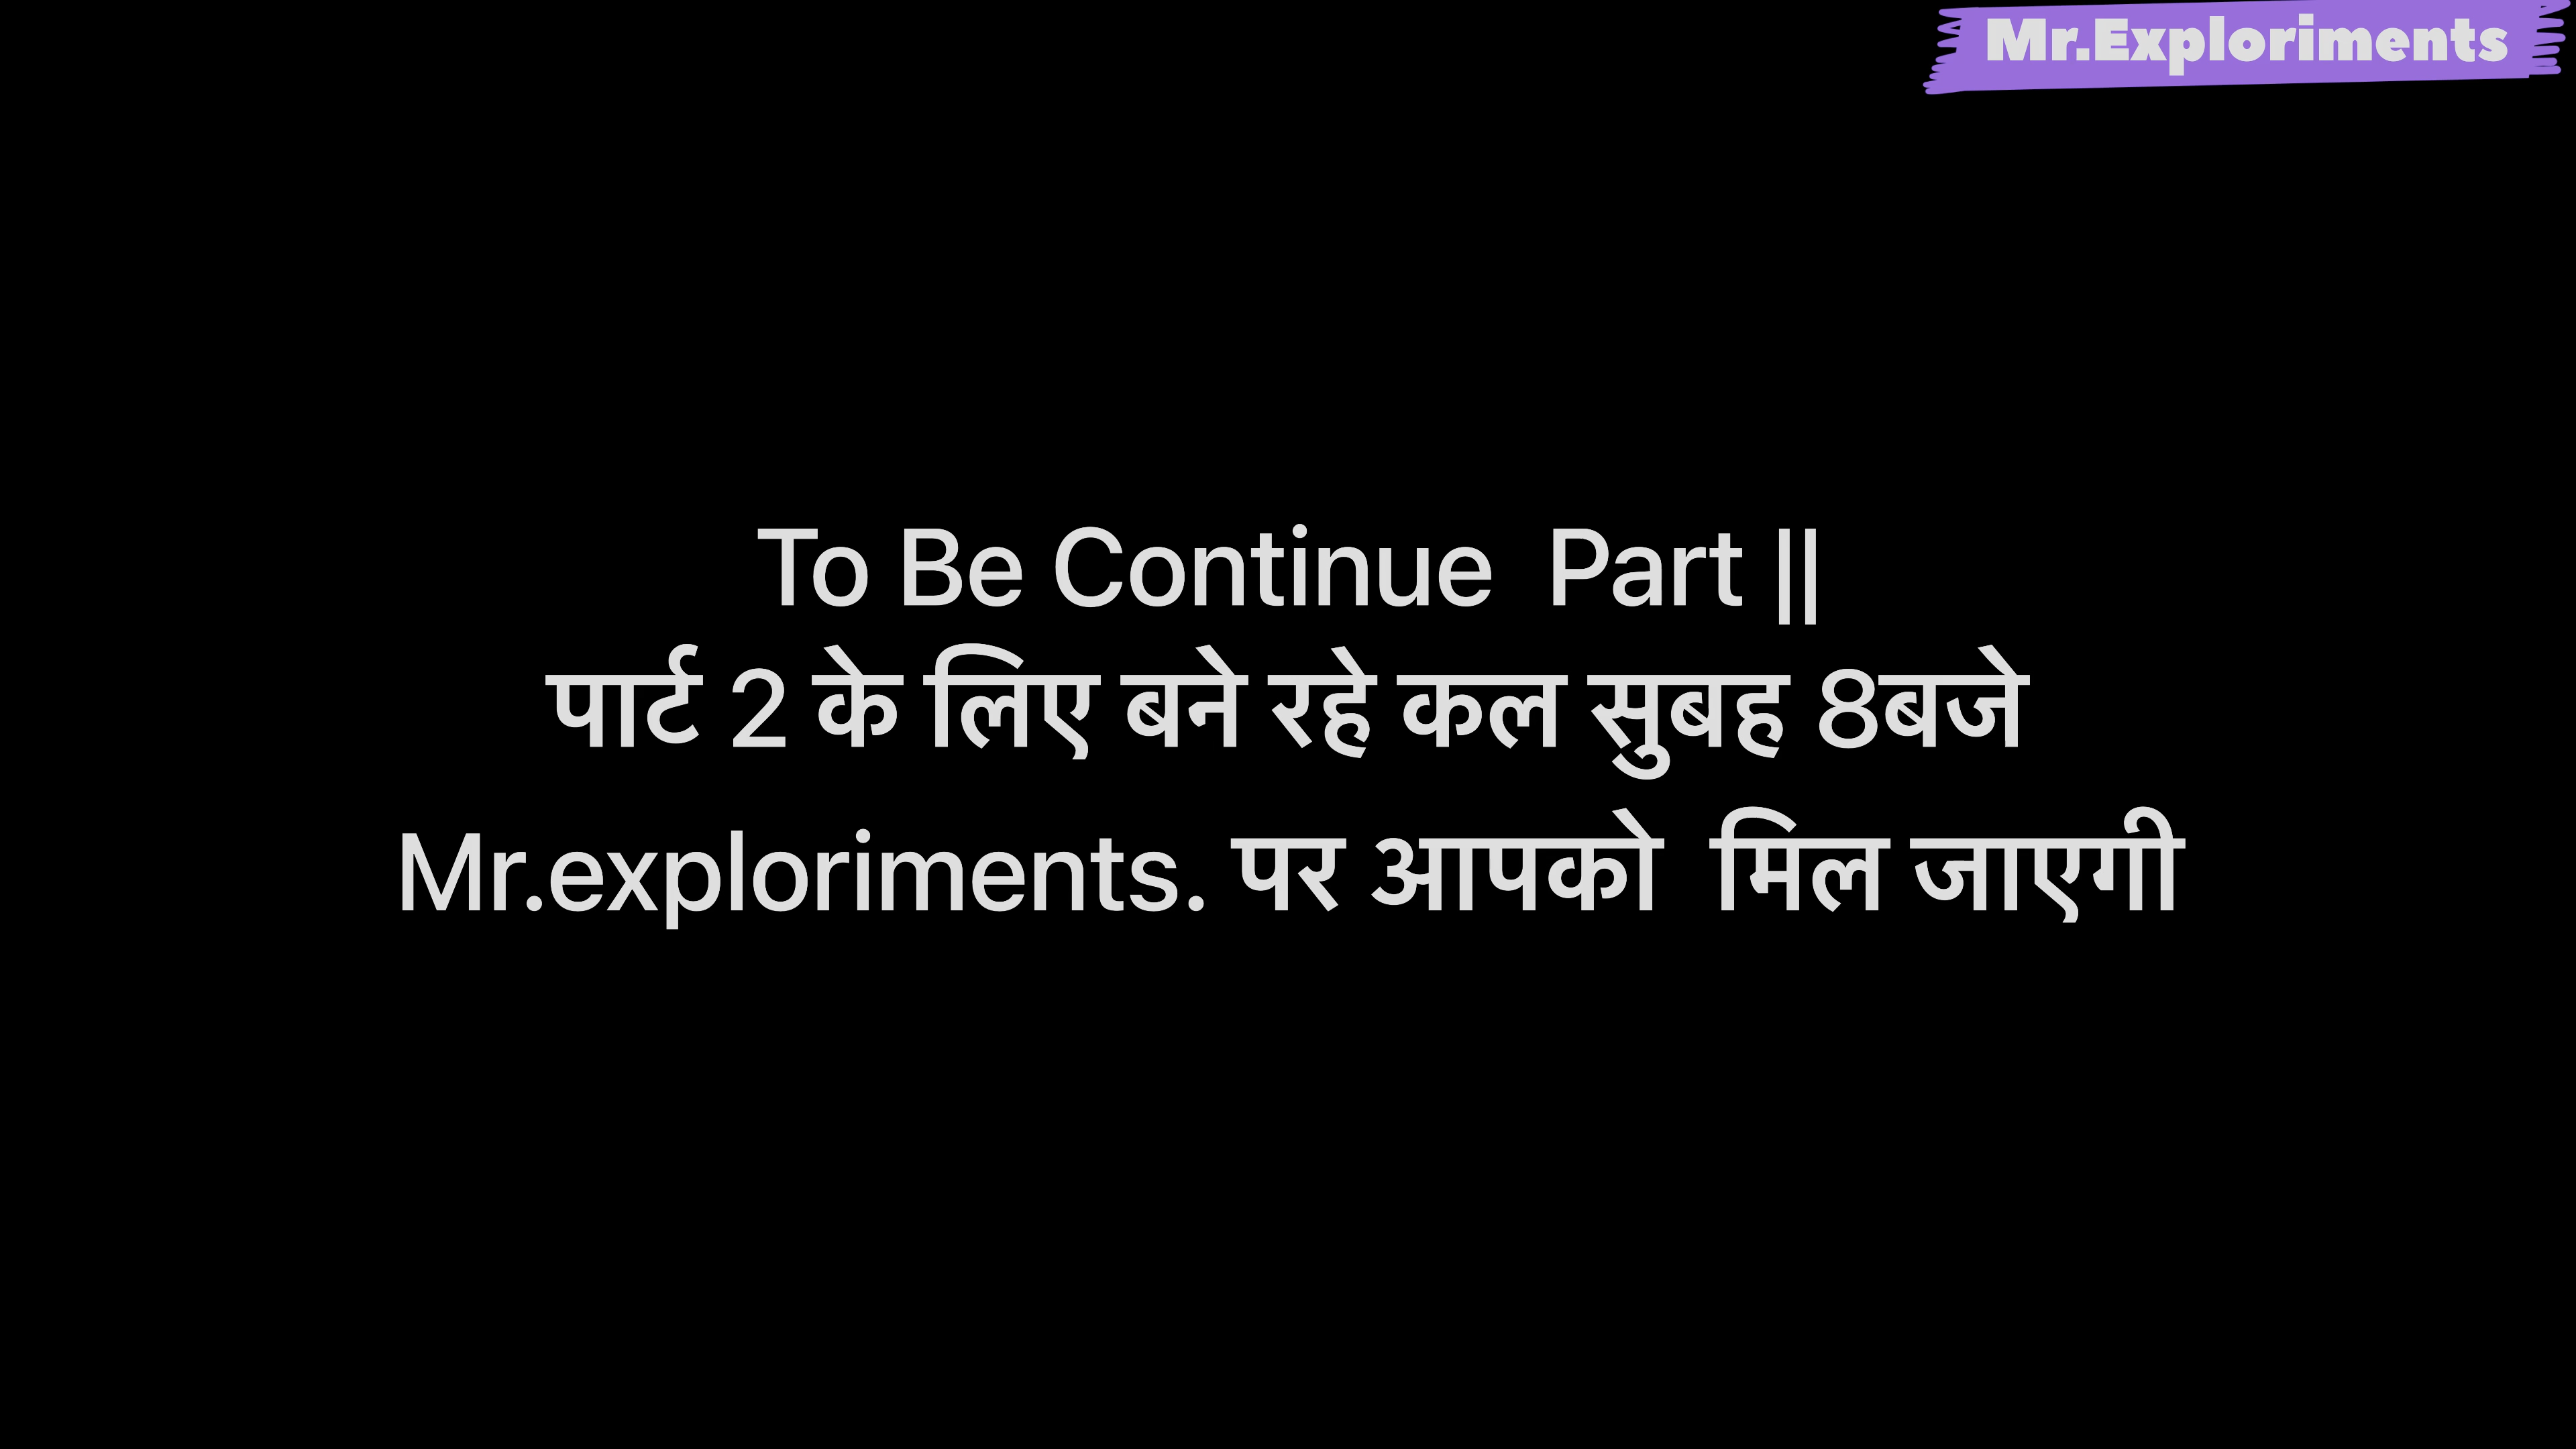 Mr.Exploriments
To Be Continue  Part ||
पार्ट 2 के लिए बने रहे कल सुबह 8बजे
Mr.exploriments. पर आपको  मिल जाएगी